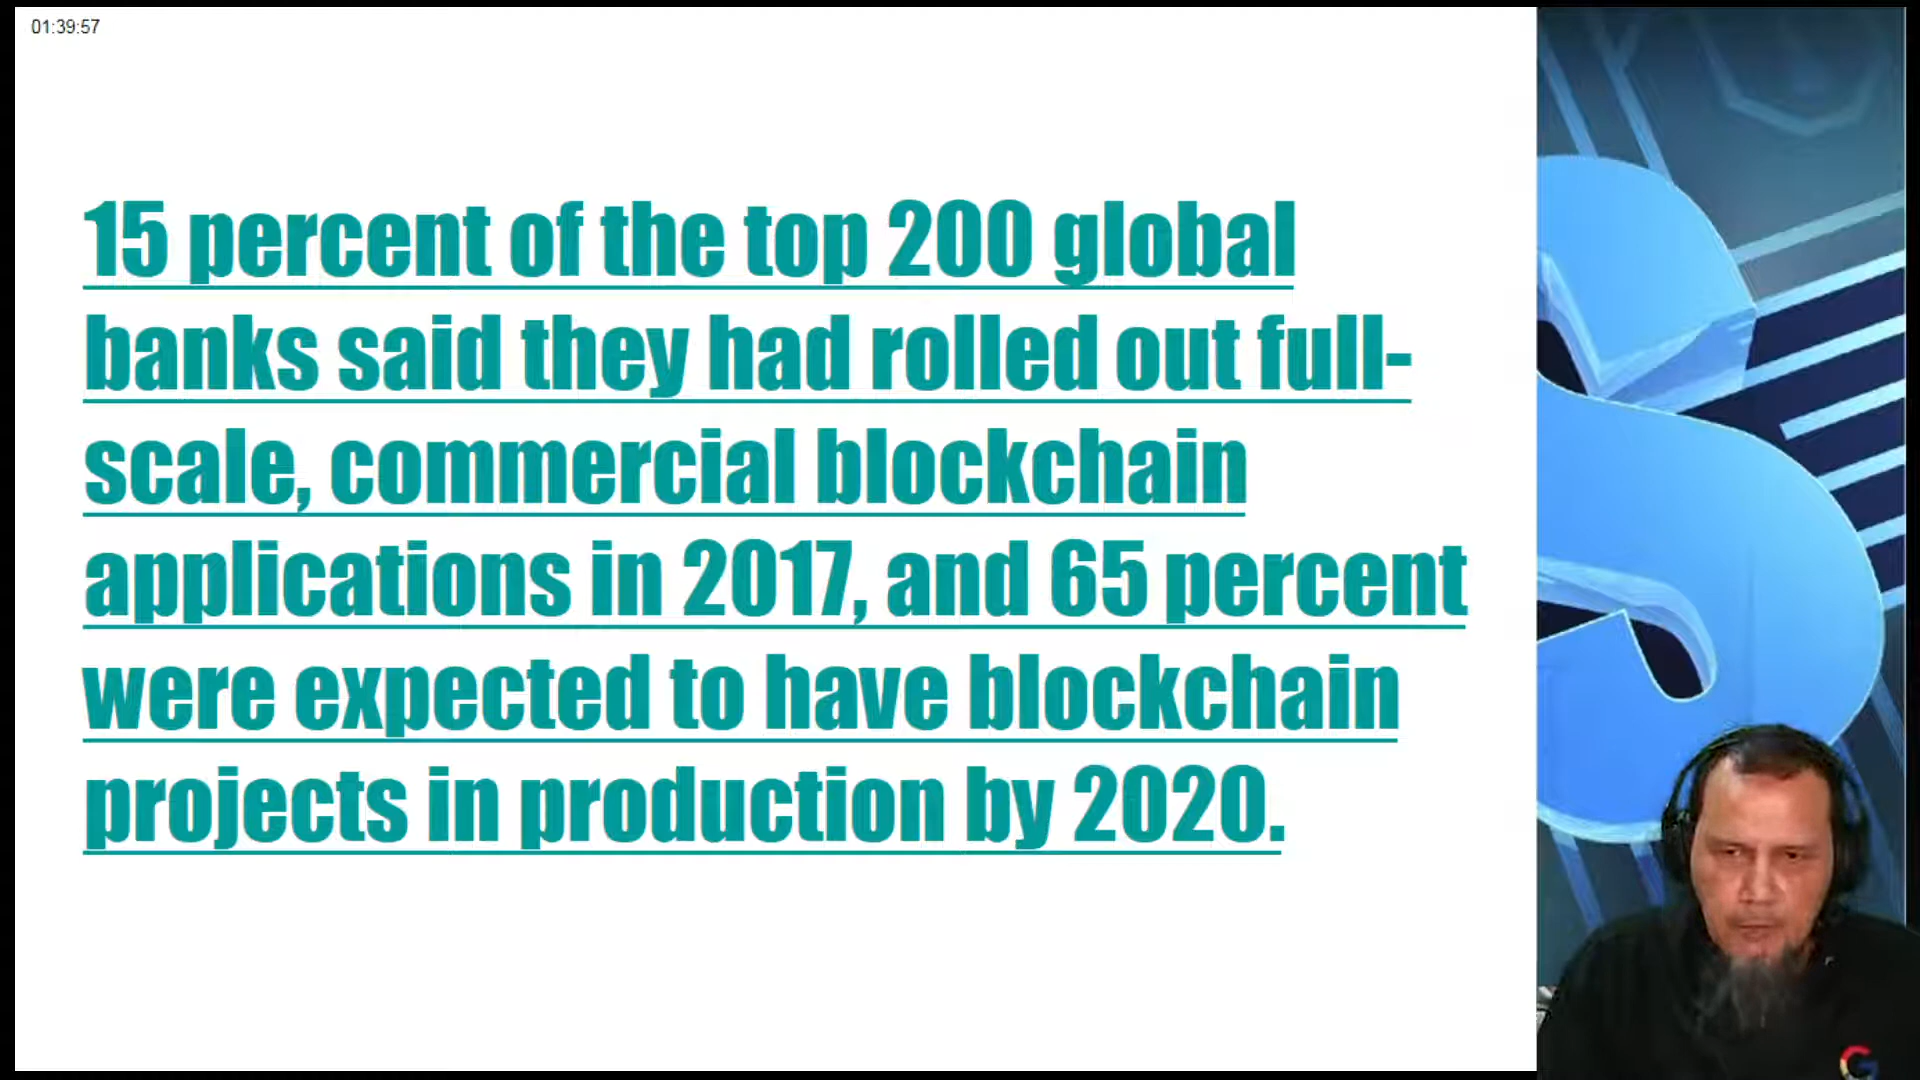 01:39:57
15 percent of the top 200 global
banks said they had rolled out full-
scale, commercial blockchain
applications in 2017, and 65 percent
were expected to have blockchain
projects in production by 2020.
G